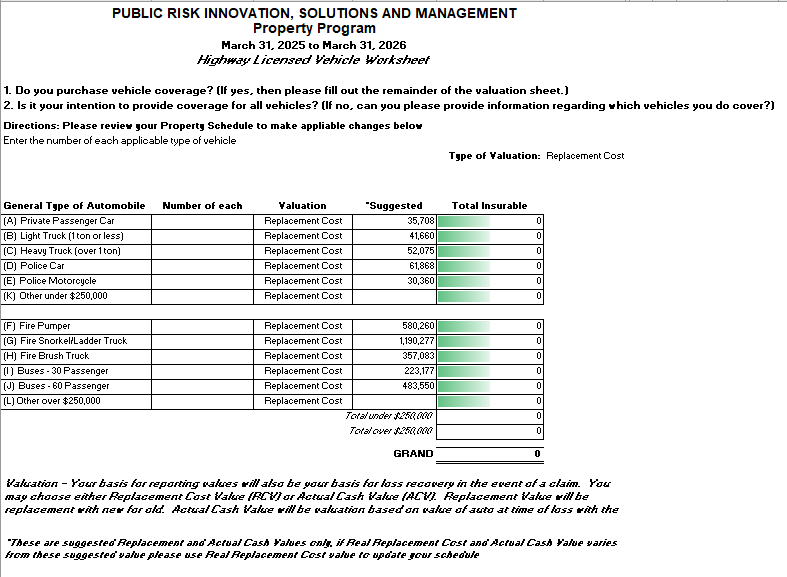 PUBLIC RISK INNOVATION, SOLUTIONS AND MANAGEMENT
Property Program
March 31, 2025 to March 31, 2026
Highway Licensed Vehicle Worksheet
1. Do you purchase vehicle coverage? (If yes, then please fill out the remainder of the valuation sheet.)
2. Is it your intention to provide coverage for all vehicles? (If no, can you please provide information regarding which vehicles you do cover?)
Directions: Please review your Property Schedule to make appliable changes below
Enter the number of each applicable type of vehicle
Type of Valuation: Replacement Cost
General Type of Automobile Number of each Valuation *Suggested Total Insurable
(A) Private Passenger Car Replacement Cost 35,708 0
(B) Light Truck (1 ton or less) Replacement Cost 41,660 0
(C) Heavy Truck (over 1 ton) Replacement Cost 52,075 0
(D) Police Car Replacement Cost 61,868 0
(E) Police Motorcycle Replacement Cost 30,360 0
(K) Other under $250,000 Replacement Cost 0
(F) Fire Pumper Replacement Cost 580,260 0
(G) Fire Snorkel/Ladder Truck Replacement Cost 1,190,277 0
(H) Fire Brush Truck Replacement Cost 357,083 0
(I) Buses - 30 Passenger Replacement Cost 223,177 0
(J) Buses - 60 Passenger Replacement Cost 483,550 0
(L) Other over $250,000 Replacement Cost 0
Total under $250,000 0
Total over $250,000 0
GRAND 0
Valuation - Your basis for reporting values will also be your basis for loss recovery in the event of a claim. You
may choose either Replacement Cost Value (RCV) or Actual Cash Value (ACV). Replacement Value will be
replacement with new for old. Actual Cash Value will be valuation based on value of auto at time of loss with the
*These are suggested Replacement and Actual Cash Values only, if Real Replacement Cost and Actual Cash Value varies
from these suggested value please use Real Replacement Cost value to update your schedule